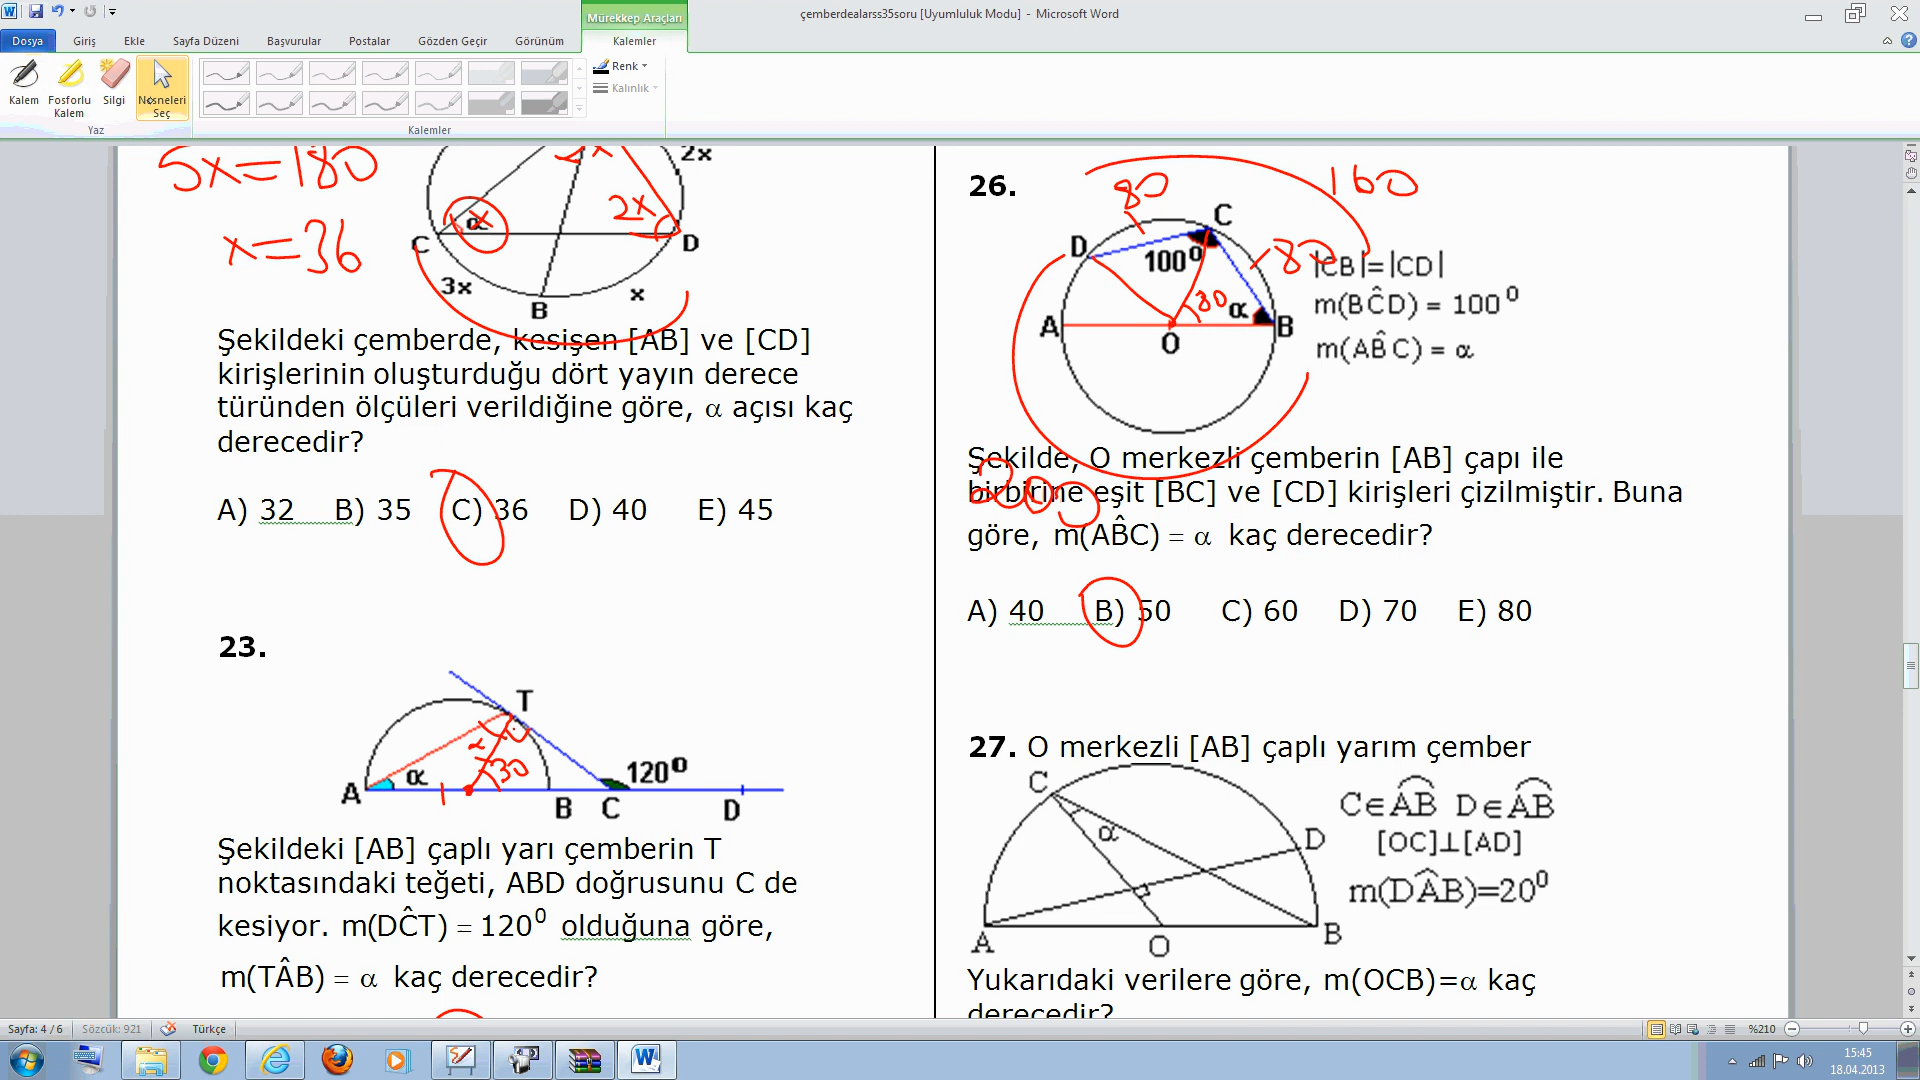 çemberdealarss35soru [Uyumluluk Modu] - Microsoft Word
Mürekkep Araçları
Dosya Giriş Ekle Sayfa Düzeni Başvurular Postalar Gözden Geçir Görünüm Kalemler
Kalem Fosforlu Kalem Silgi Nesneleri Seç
Renk
Kalınlık
Yaz
Kalemler
5x=180
x=36
2x
α
x
2x
C
D
3x
B
x
Şekildeki çemberde, kesişen [AB] ve [CD]
kirişlerinin oluşturduğu dört yayın derece
türünden ölçüleri verildiğine göre, α açısı kaç
derecedir?
A) 32 B) 35 C) 36 D) 40 E) 45
23.
T
α
30
120⁰
A
α
B
C
D
Şekildeki [AB] çaplı yarı çemberin T
noktasındaki teğeti, ABD doğrusunu C de
kesiyor. m(DĈT) = 120⁰ olduğuna göre,
m(TÂB) = α kaç derecedir?
26.
80
160
C
D
100⁰
80
80
α
A
O
B
|CB|=|CD|
m(BĈD) = 100⁰
m(AB̂C) = α
200
Şekilde, O merkezli çemberin [AB] çapı ile
birbirine eşit [BC] ve [CD] kirişleri çizilmiştir. Buna
göre, m(AB̂C) = α kaç derecedir?
A) 40 B) 50 C) 60 D) 70 E) 80
27. O merkezli [AB] çaplı yarım çember
C
α
D
A
O
B
C∈AB D∈AB
[OC]⊥[AD]
m(DÂB)=20⁰
Yukarıdaki verilere göre, m(OCB)=α kaç
derecedir?
Sayfa: 4 / 6 Sözcük: 921 Türkçe %210
15:45
18.04.2013